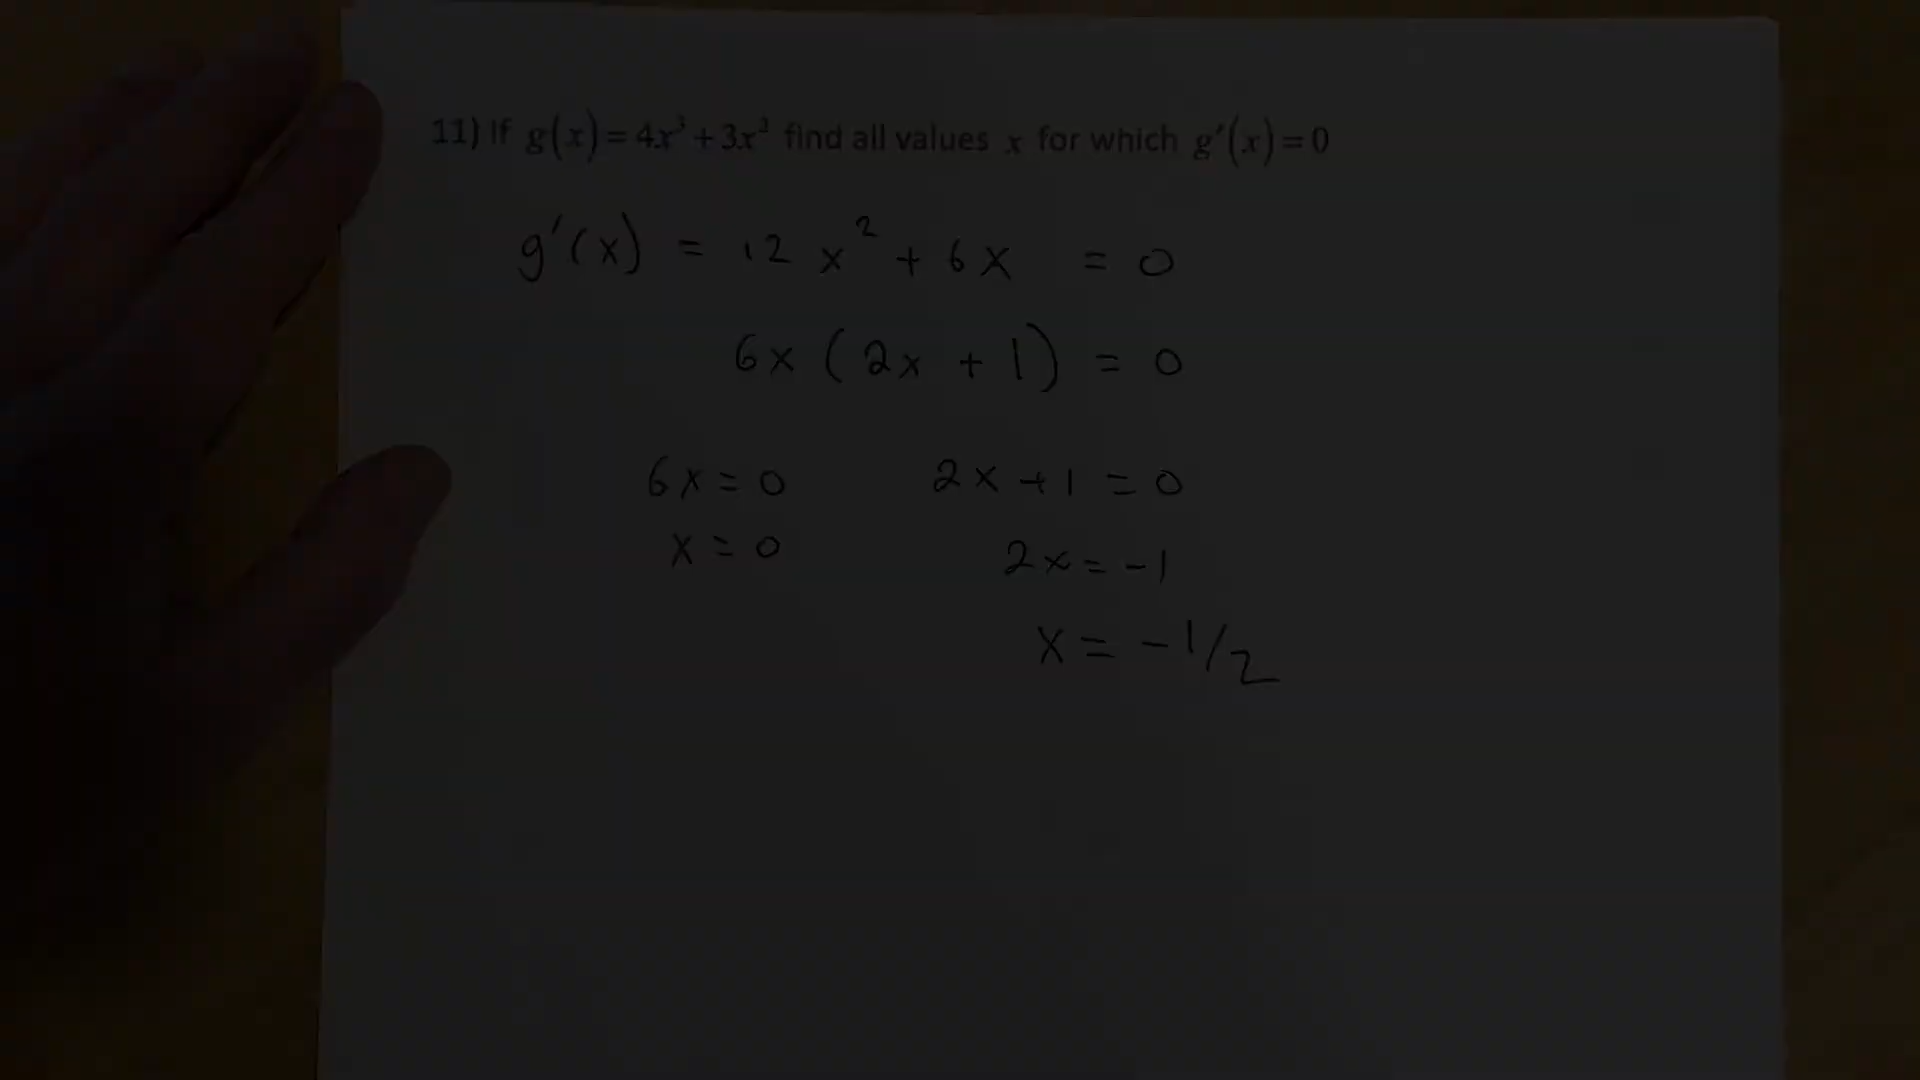 11) If g(x) = 4x³ + 3x² find all values x for which g′(x) = 0
g'(x) = 12x² + 6x = 0
6x (2x + 1) = 0
6x = 0    2x + 1 = 0
x = 0    2x = -1
x = -1/2